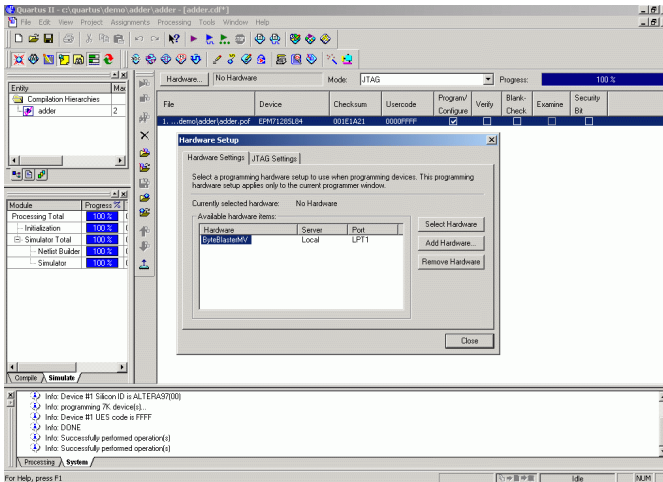 Quartus II - c:\quartus\demo\adder\adder - [adder.cdf*]
File Edit View Project Assignments Processing Tools Window Help
Hardware... No Hardware Mode: JTAG Progress: 100 %
Entity
Compilation Hierarchies
adder 2
File Device Checksum Usercode Program/ Configure Verify Blank- Check Examine Security Bit
1. ...demo\adder\adder.pof EPM7128SL84 001E1A21 0000FFFF
Hardware Setup
Hardware Settings JTAG Settings
Select a programming hardware setup to use when programming devices. This programming
hardware setup applies only to the current programmer window.
Currently selected hardware: No Hardware
Available hardware items:
Hardware Server Port
ByteBlasterMV Local LPT1
Select Hardware
Add Hardware...
Remove Hardware
Close
Module Progress %
Processing Total 100 %
Initialization 100 %
Simulator Total 100 %
Netlist Builder 100 %
Simulator 100 %
Compile Simulate
Info: Device #1 Silicon ID is ALTERA97(00)
Info: programming 7K device(s)...
Info: Device #1 UES code is FFFF
Info: DONE
Info: Successfully performed operation(s)
Info: Successfully performed operation(s)
Processing System
For Help, press F1 Idle NUM